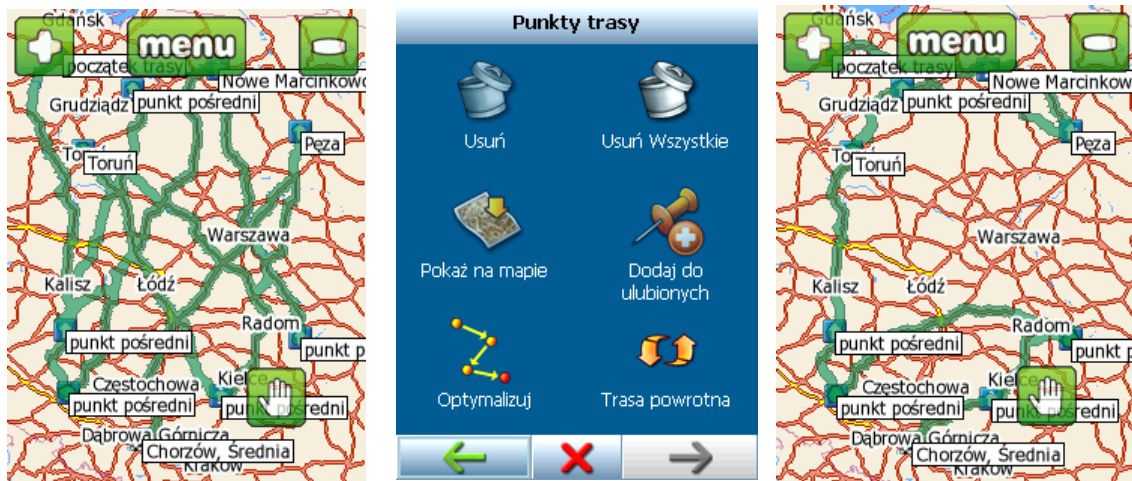 Gdańsk
menu
początek trasy
Nowe Marcinkowo
Grudziądz
punkt pośredni
Pęza
Toruń
Warszawa
Kalisz
Łódź
Radom
punkt pośredni
punkt p
Częstochowa
Kielce
punkt pośredni
punkt pośredni
Dąbrowa Górnicza
Chorzów, Średnia
Kraków
Punkty trasy
Usuń
Usuń Wszystkie
Pokaż na mapie
Dodaj do
ulubionych
Optymalizuj
Trasa powrotna
Gdańsk
menu
początek trasy
Nowe Marcinkow
Grudziądz
punkt pośredni
Pęza
Toruń
Warszawa
Kalisz
Łódź
Radom
punkt pośredni
punkt p
Częstochowa
punkt pośredni
punkt pośredni
Dąbrowa Górnicza
Chorzów, Średnia
Kraków